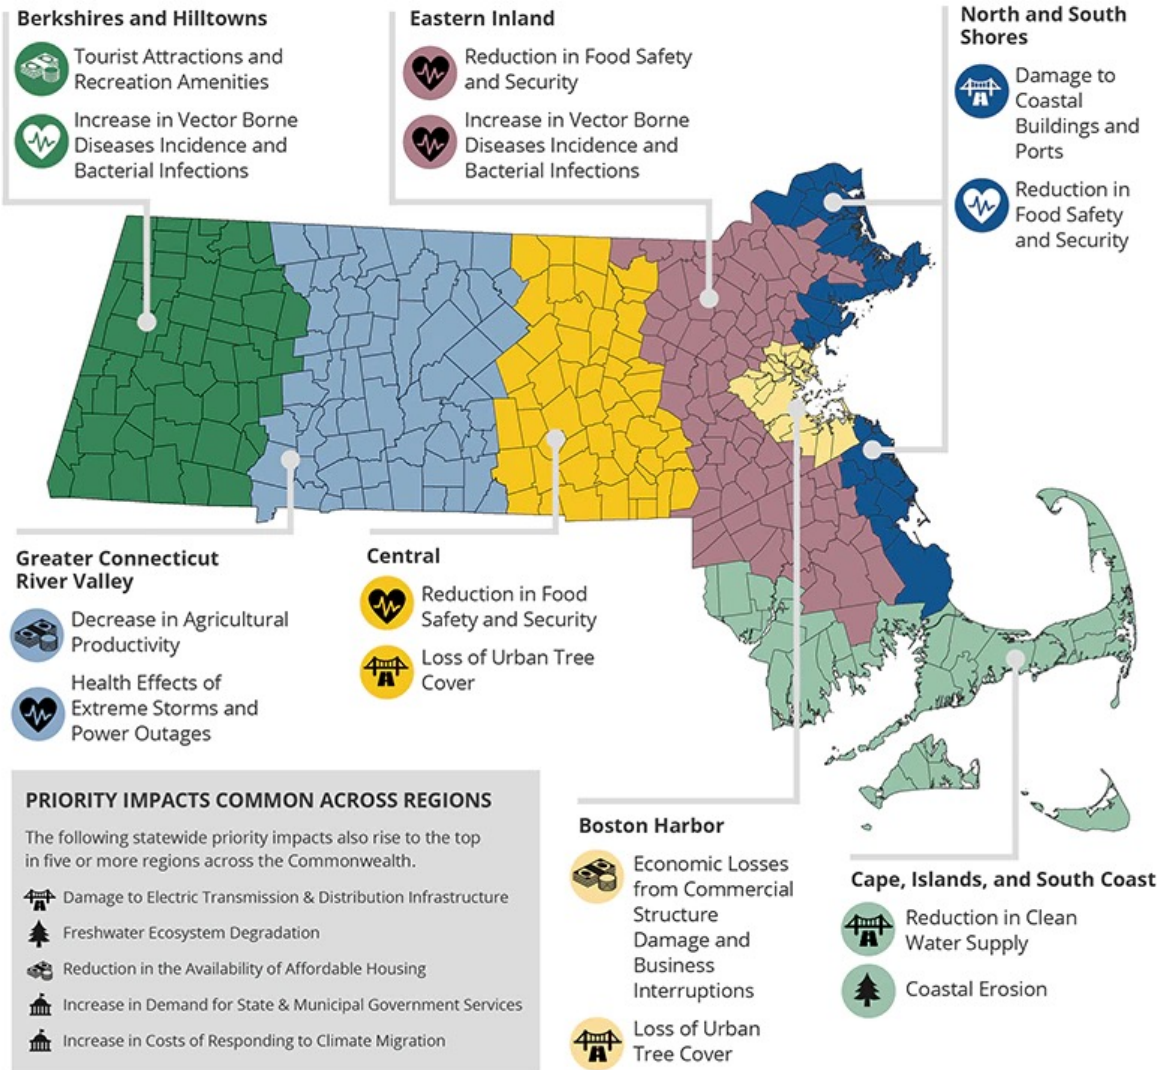 Berkshires and Hilltowns
Tourist Attractions and
Recreation Amenities
Increase in Vector Borne
Diseases Incidence and
Bacterial Infections
Eastern Inland
Reduction in Food Safety
and Security
Increase in Vector Borne
Diseases Incidence and
Bacterial Infections
North and South
Shores
Damage to
Coastal
Buildings and
Ports
Reduction in
Food Safety
and Security
Greater Connecticut
River Valley
Decrease in Agricultural
Productivity
Health Effects of
Extreme Storms and
Power Outages
Central
Reduction in Food
Safety and Security
Loss of Urban Tree
Cover
PRIORITY IMPACTS COMMON ACROSS REGIONS
The following statewide priority impacts also rise to the top
in five or more regions across the Commonwealth.
Damage to Electric Transmission & Distribution Infrastructure
Freshwater Ecosystem Degradation
Reduction in the Availability of Affordable Housing
Increase in Demand for State & Municipal Government Services
Increase in Costs of Responding to Climate Migration
Boston Harbor
Economic Losses
from Commercial
Structure
Damage and
Business
Interruptions
Loss of Urban
Tree Cover
Cape, Islands, and South Coast
Reduction in Clean
Water Supply
Coastal Erosion